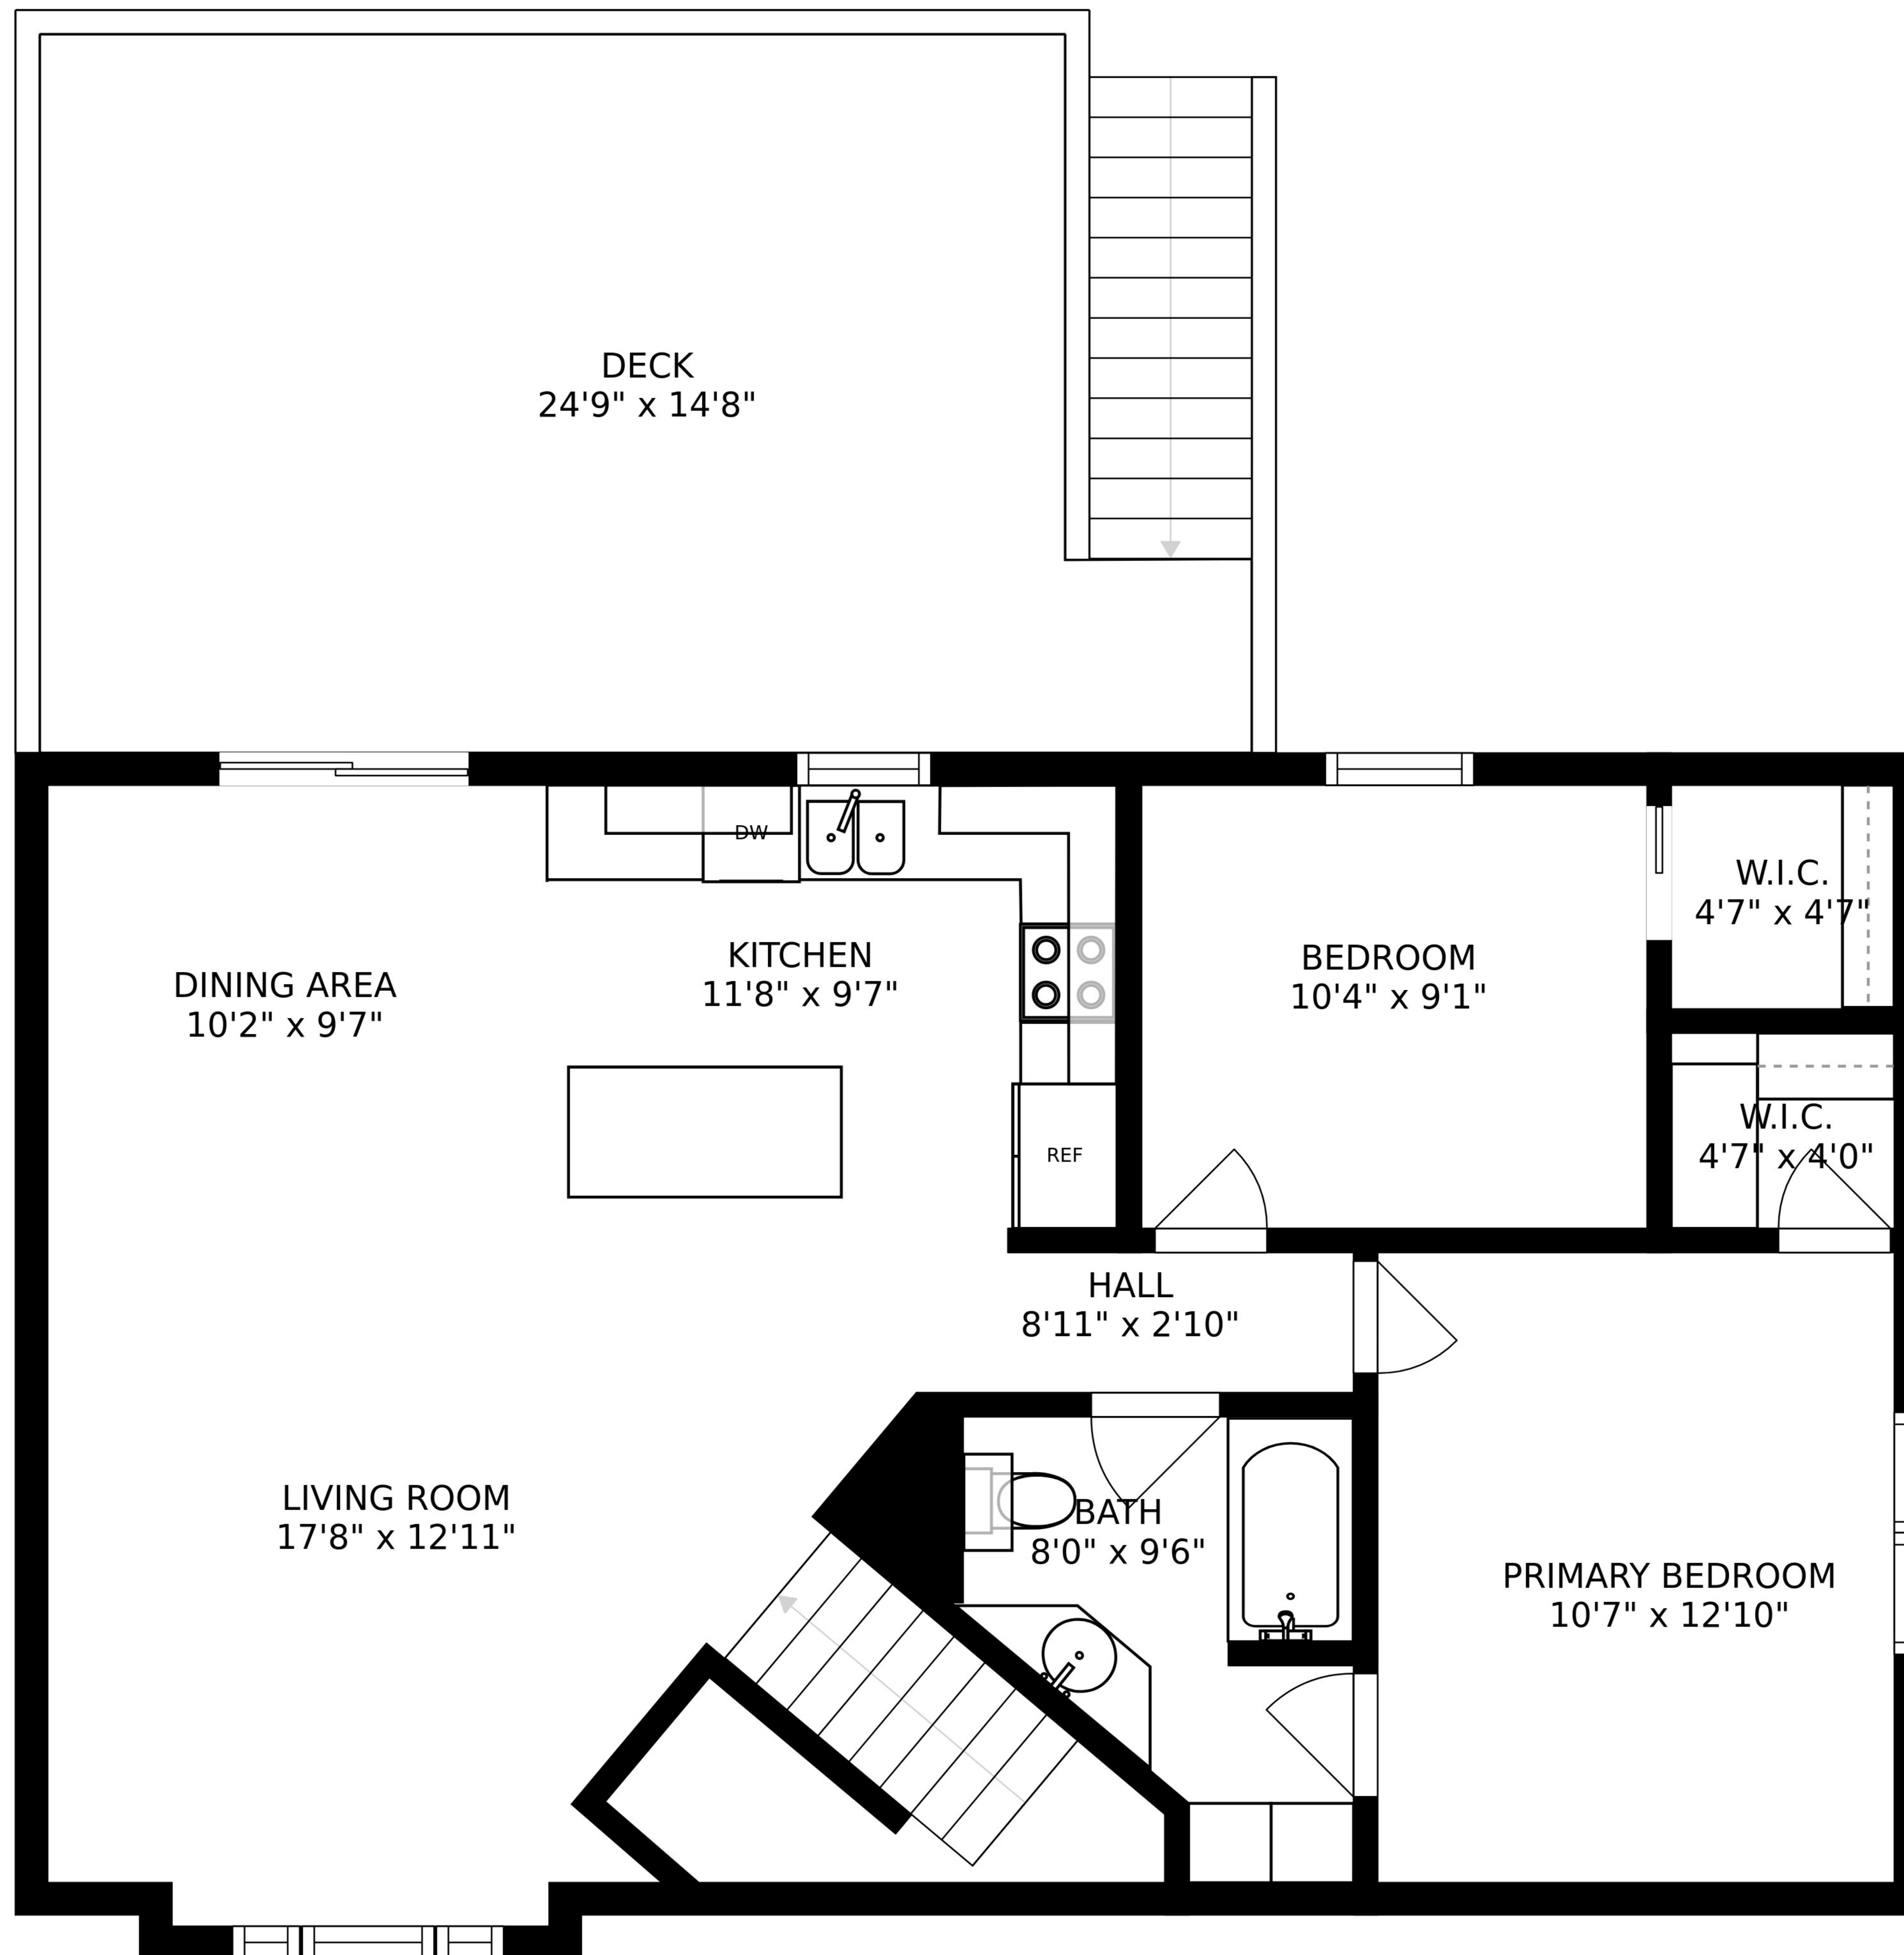 DECK
24'9" x 14'8"
DW
W.I.C.
4'7" x 4'7"
KITCHEN
11'8" x 9'7"
BEDROOM
10'4" x 9'1"
DINING AREA
10'2" x 9'7"
W.I.C.
4'7" x 4'0"
REF
HALL
8'11" x 2'10"
LIVING ROOM
17'8" x 12'11"
BATH
8'0" x 9'6"
PRIMARY BEDROOM
10'7" x 12'10"